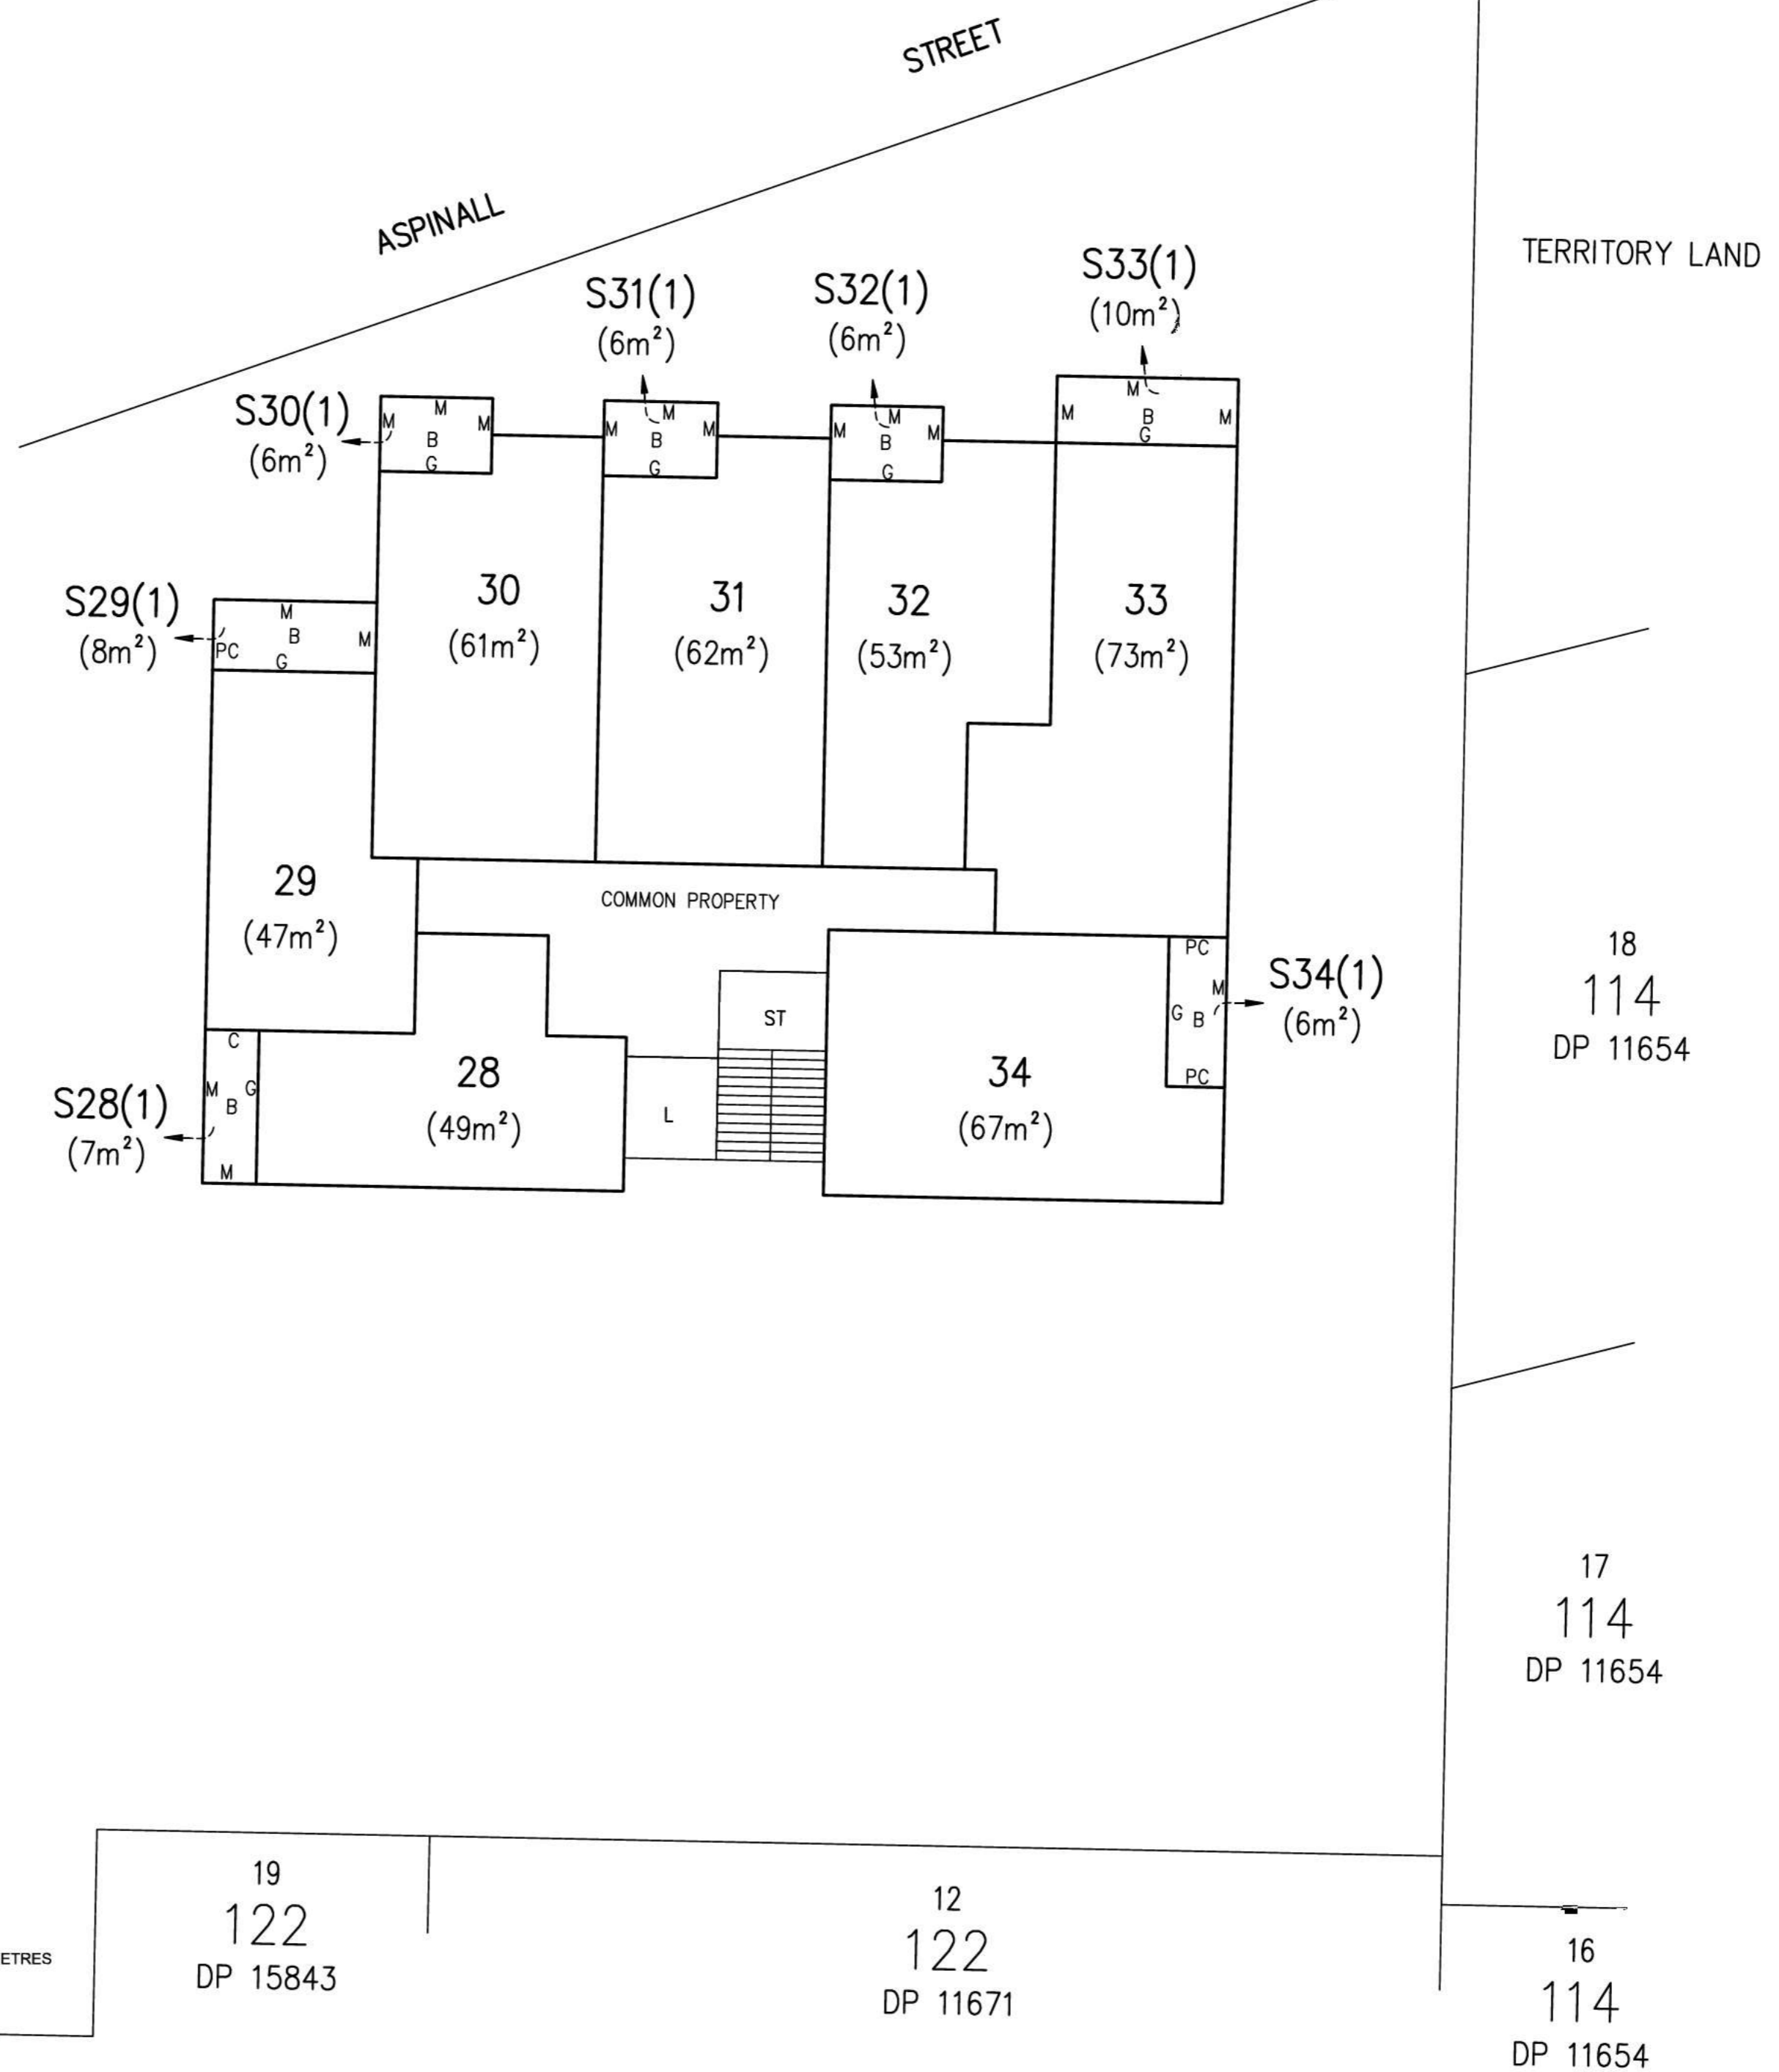 STREET
ASPINALL
TERRITORY LAND
S33(1)
(10m²)
S32(1)
(6m²)
S31(1)
(6m²)
S30(1)
(6m²)
M
M
M
B
G
M
M
M
B
G
M
M
M
B
G
M
M
M
B
G
S29(1)
(8m²)
M
B
M
PC
G
30
(61m²)
31
(62m²)
32
(53m²)
33
(73m²)
29
(47m²)
COMMON PROPERTY
PC
M
G
B
PC
S34(1)
(6m²)
18
114
DP 11654
ST
C
M
G
B
M
S28(1)
(7m²)
28
(49m²)
L
34
(67m²)
17
114
DP 11654
19
122
DP 15843
12
122
DP 11671
16
114
DP 11654
ETRES